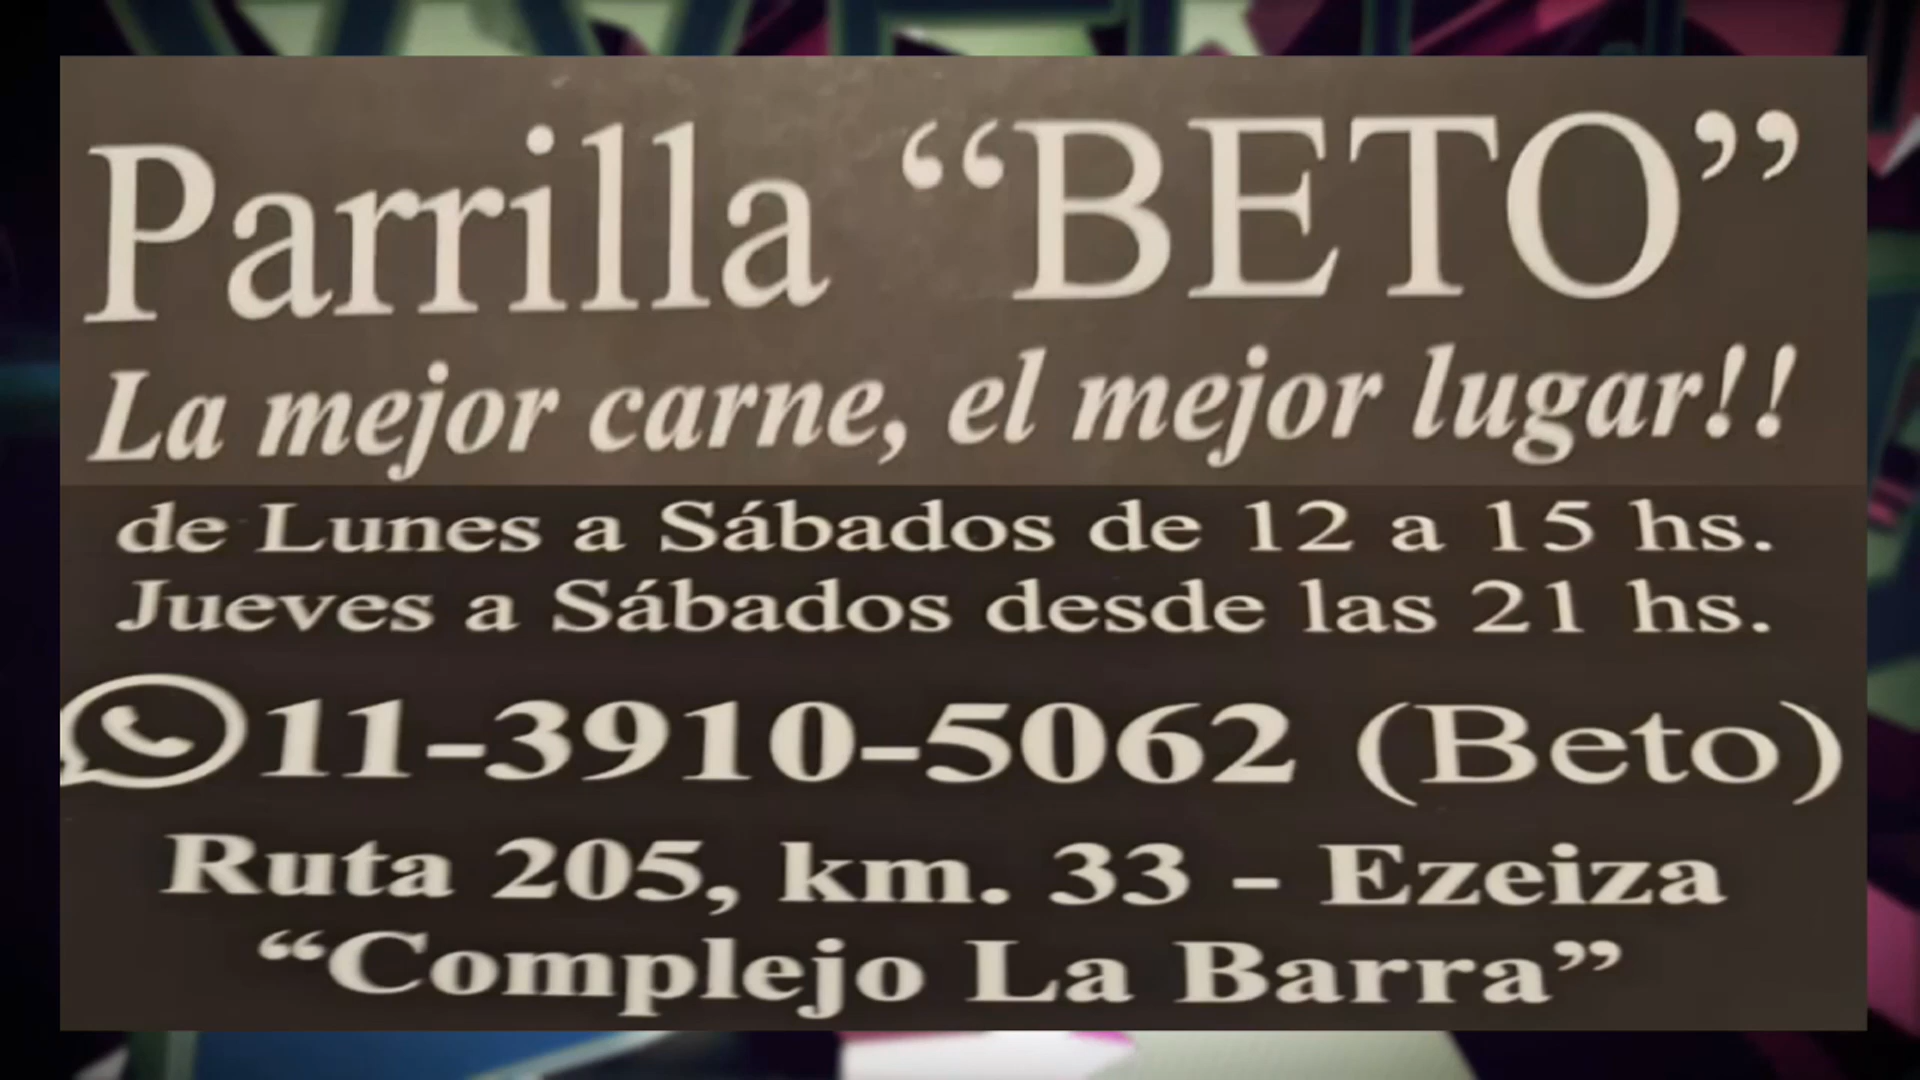 Parrilla “BETO”
La mejor carne, el mejor lugar!!
de Lunes a Sábados de 12 a 15 hs.
Jueves a Sábados desde las 21 hs.
11-3910-5062 (Beto)
Ruta 205, km. 33 - Ezeiza
“Complejo La Barra”